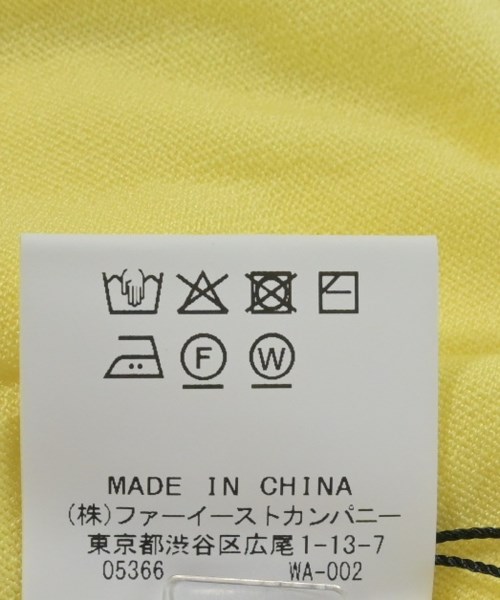 F W
MADE IN CHINA
(株)ファーイーストカンパニー
東京都渋谷区広尾1-13-7
05366 WA-002